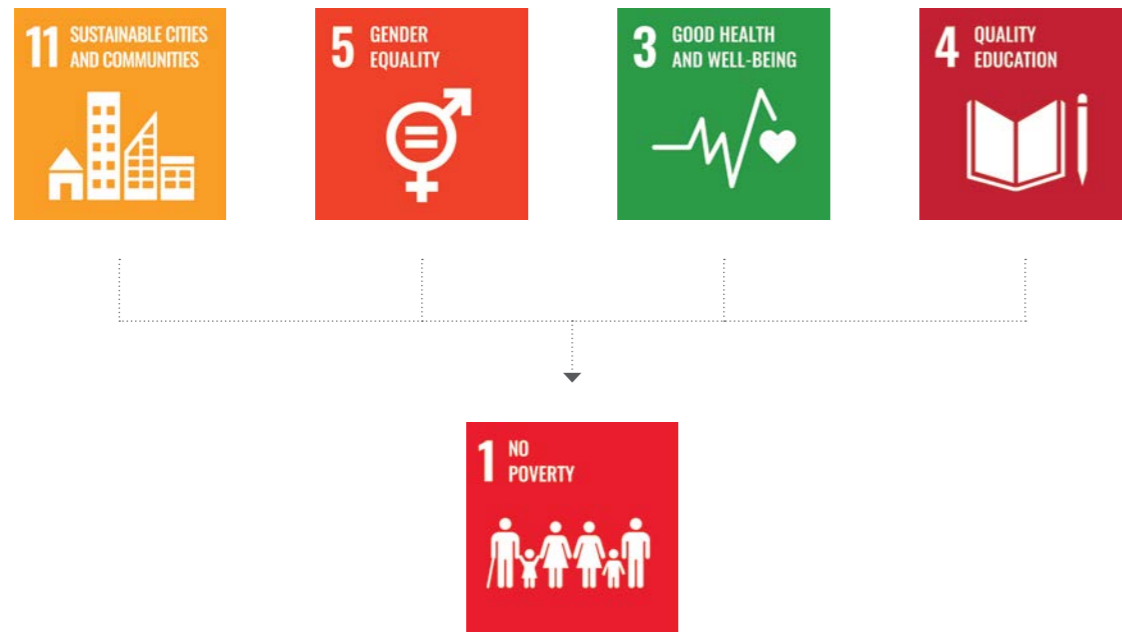 11 SUSTAINABLE CITIES
AND COMMUNITIES
5 GENDER
EQUALITY
3 GOOD HEALTH
AND WELL-BEING
4 QUALITY
EDUCATION
1 NO
POVERTY